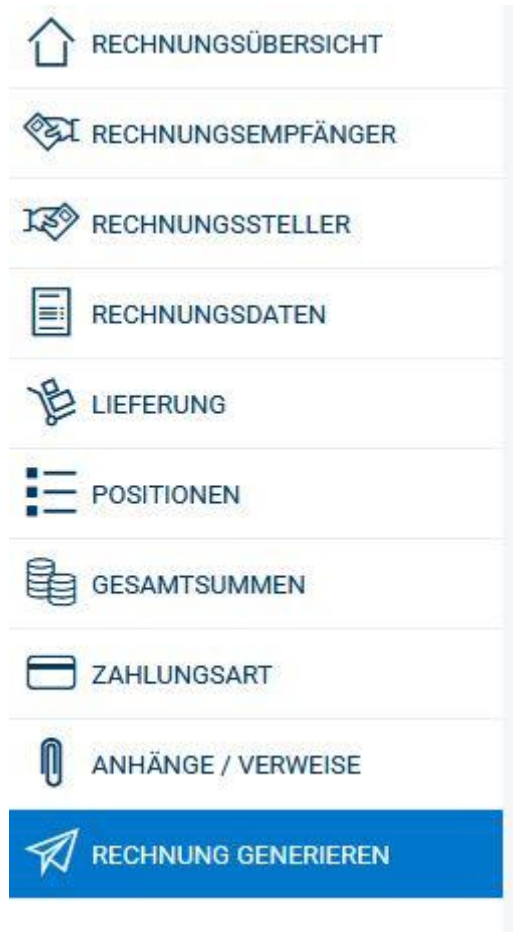 RECHNUNGSÜBERSICHT
RECHNUNGSEMPFÄNGER
RECHNUNGSSTELLER
RECHNUNGSDATEN
LIEFERUNG
POSITIONEN
GESAMTSUMMEN
ZAHLUNGSART
ANHÄNGE / VERWEISE
RECHNUNG GENERIEREN